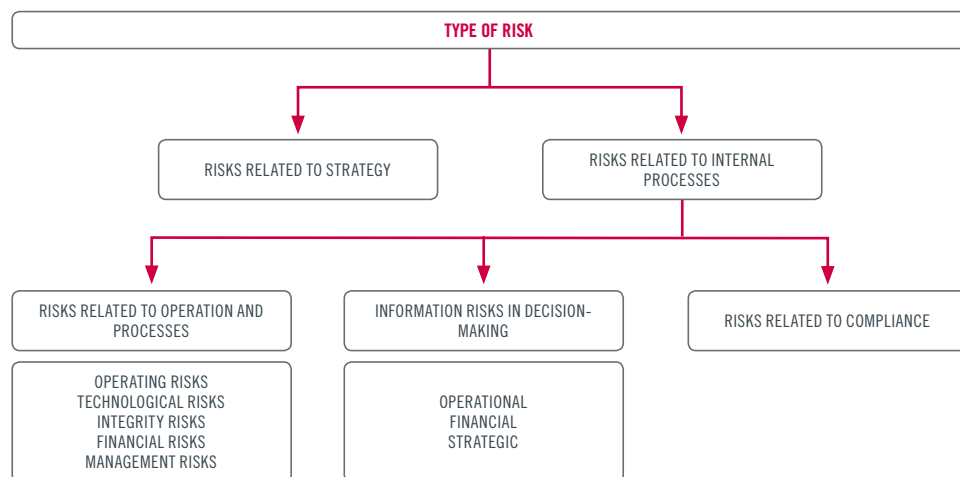 TYPE OF RISK
RISKS RELATED TO STRATEGY
RISKS RELATED TO INTERNAL
PROCESSES
RISKS RELATED TO OPERATION AND
PROCESSES
INFORMATION RISKS IN DECISION-
MAKING
RISKS RELATED TO COMPLIANCE
OPERATING RISKS
TECHNOLOGICAL RISKS
INTEGRITY RISKS
FINANCIAL RISKS
MANAGEMENT RISKS
OPERATIONAL
FINANCIAL
STRATEGIC